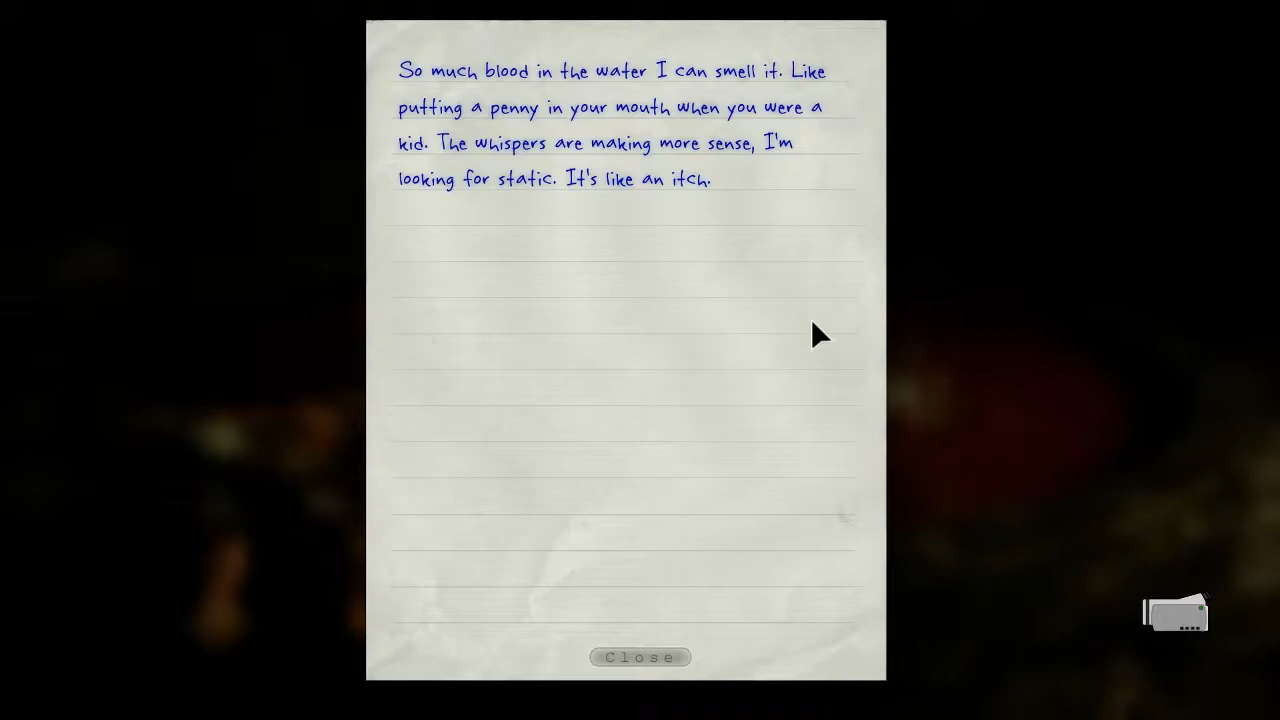 So much blood in the water I can smell it. Like
putting a penny in your mouth when you were a
kid. The whispers are making more sense, I'm
looking for static. It's like an itch.
Close